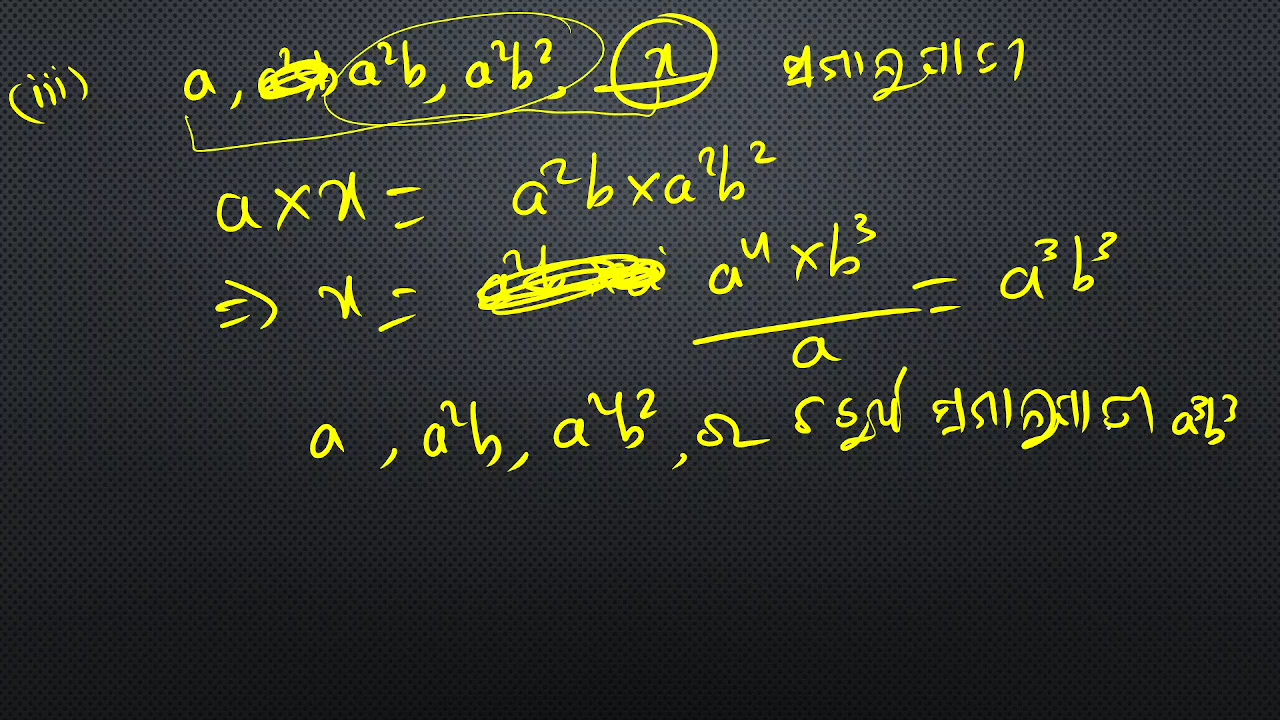 (iii) a, a²b, a²b², x ସମାନୁପାତୀ
a × x = a²b × a²b²
⇒ x = a⁴ × b³ / a = a³b³
a, a²b, a²b², ର ଚତୁର୍ଥ ସମାନୁପାତୀ a³b³